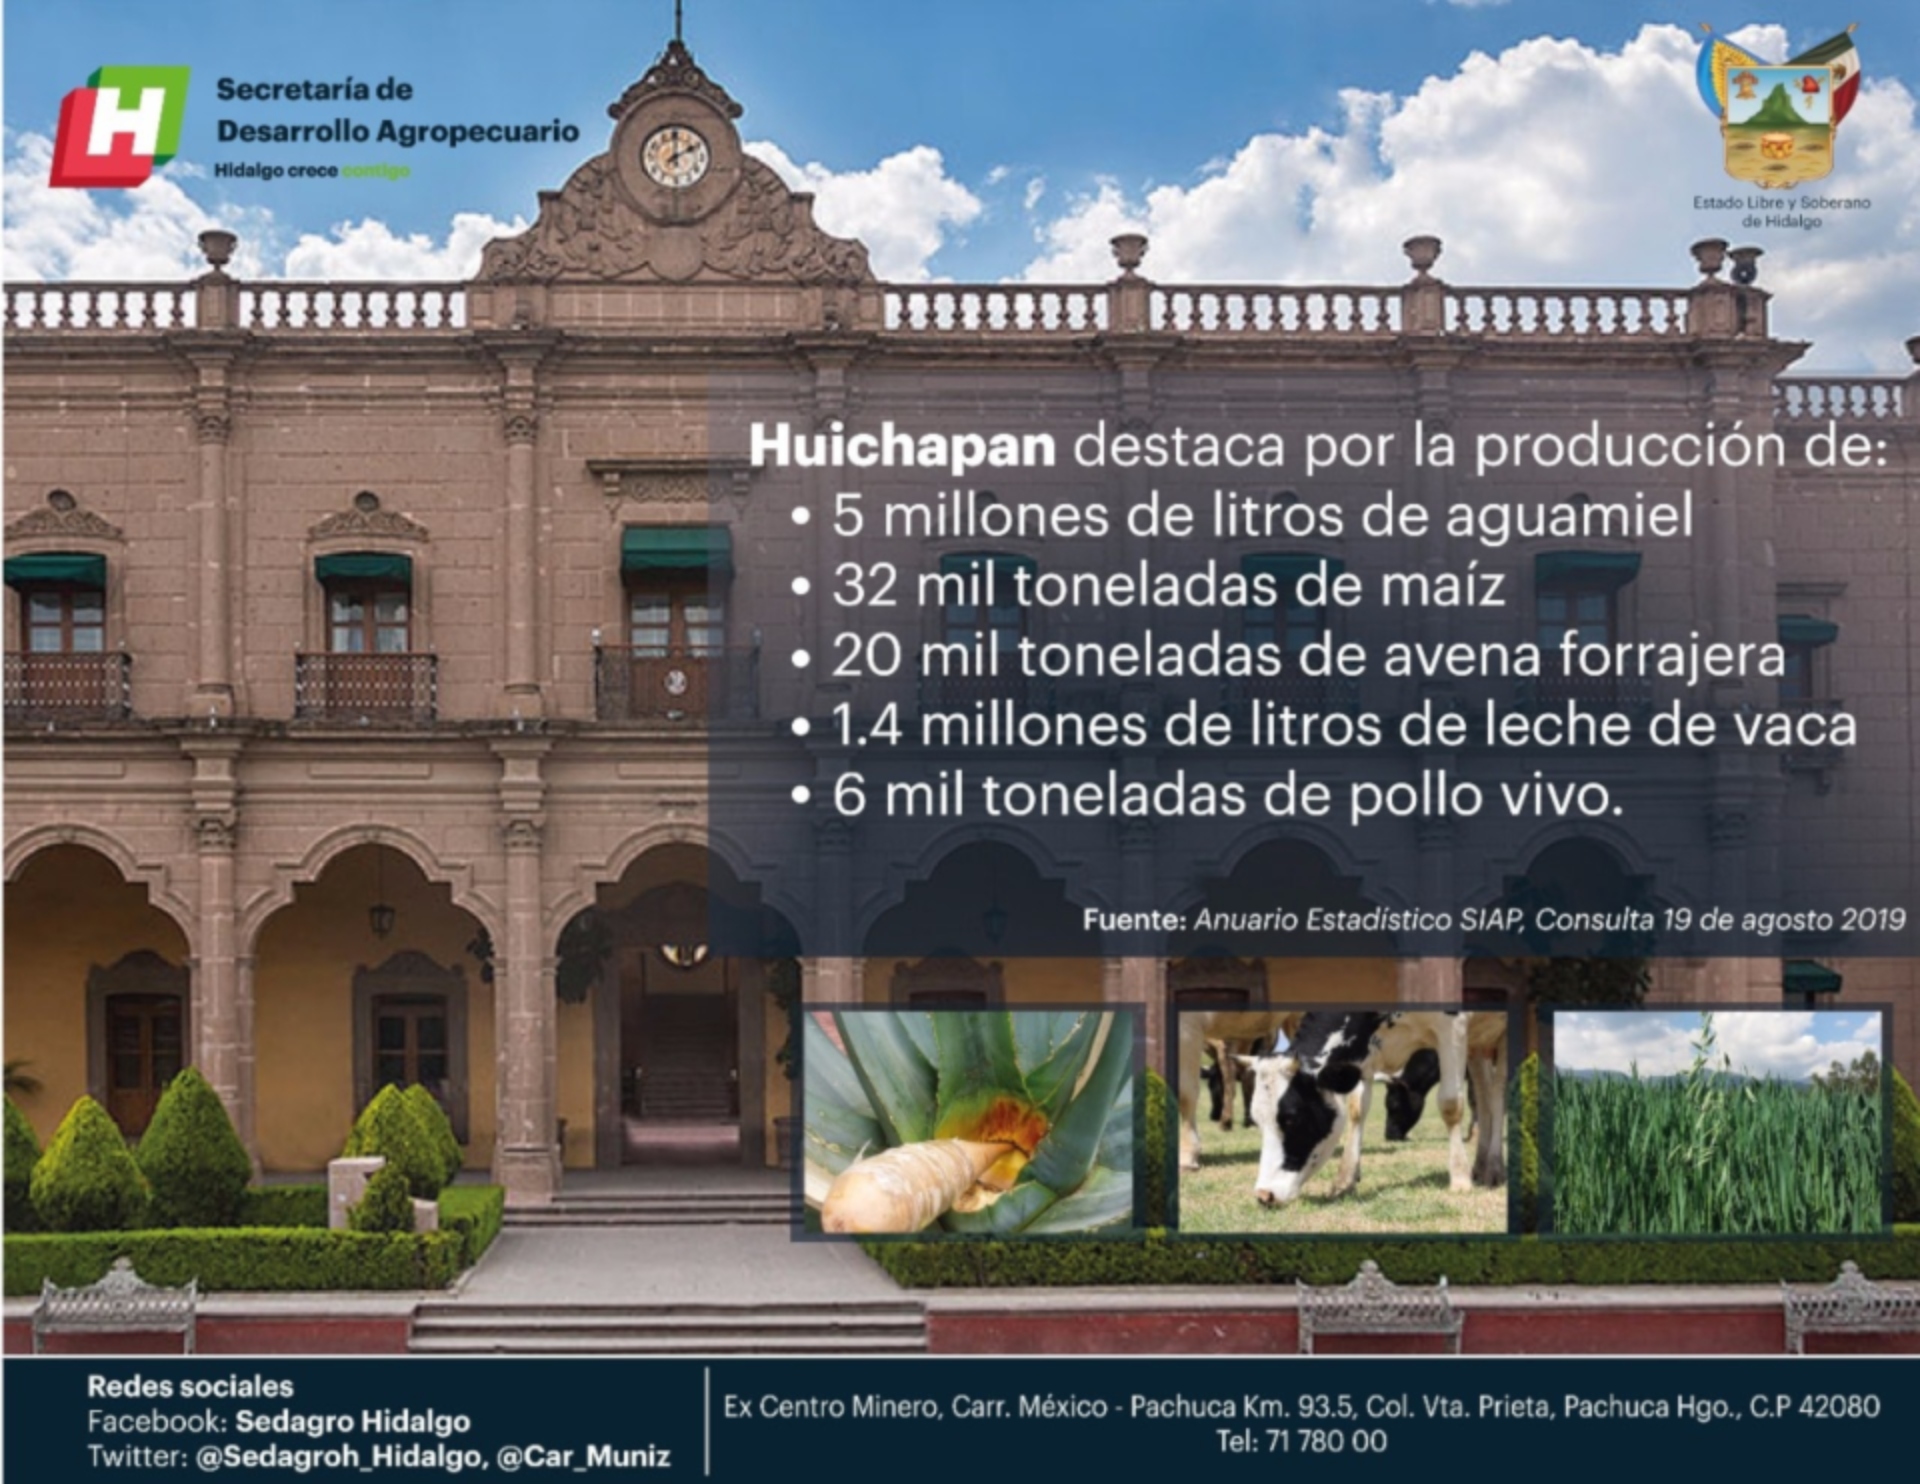 Secretaría de
Desarrollo Agropecuario
Hidalgo crece contigo
Estado Libre y Soberano
de Hidalgo
Huichapan destaca por la producción de:
• 5 millones de litros de aguamiel
• 32 mil toneladas de maíz
• 20 mil toneladas de avena forrajera
• 1.4 millones de litros de leche de vaca
• 6 mil toneladas de pollo vivo.
Fuente: Anuario Estadístico SIAP, Consulta 19 de agosto 2019
Redes sociales
Facebook: Sedagro Hidalgo
Twitter: @Sedagroh_Hidalgo, @Car_Muniz
Ex Centro Minero, Carr. México - Pachuca Km. 93.5, Col. Vta. Prieta, Pachuca Hgo., C.P 42080
Tel: 71 780 00